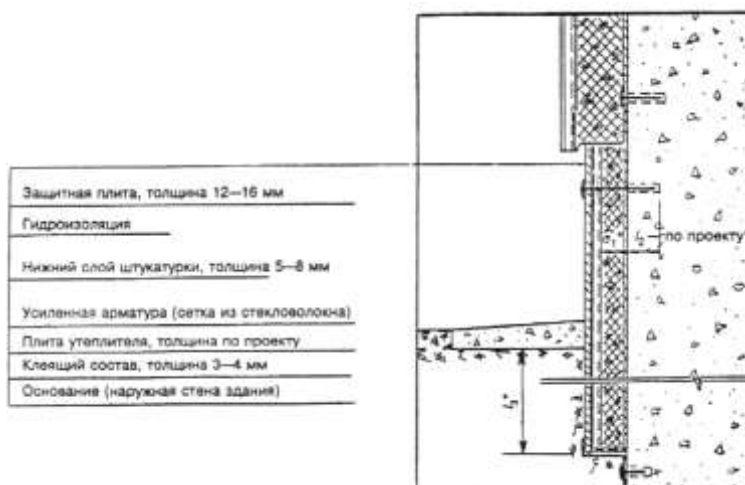 Защитная плита, толщина 12—16 мм
Гидроизоляция
Нижний слой штукатурки, толщина 5—8 мм
Усиленная арматура (сетка из стекловолокна)
Плита утеплителя, толщина по проекту
Клеящий состав, толщина 3—4 мм
Основание (наружная стена здания)
по проекту